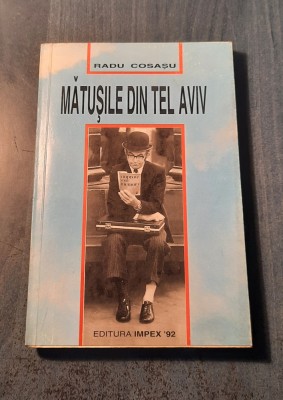 RADU COSAȘU
MĂTUȘILE DIN TEL AVIV
EDITURA IMPEX '92